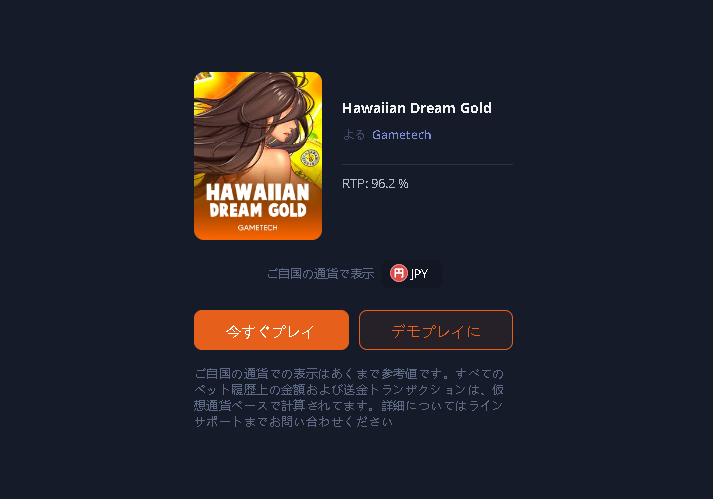 HAWAIIAN
DREAM GOLD
GAMETECH
Hawaiian Dream Gold
よる Gametech
RTP: 96.2 %
ご自国の通貨で表示 円 JPY
今すぐプレイ
デモプレイに
ご自国の通貨での表示はあくまで参考値です。すべての
ベット履歴上の金額および送金トランザクションは、仮
想通貨ベースで計算されてます。詳細についてはライン
サポートまでお問い合わせください